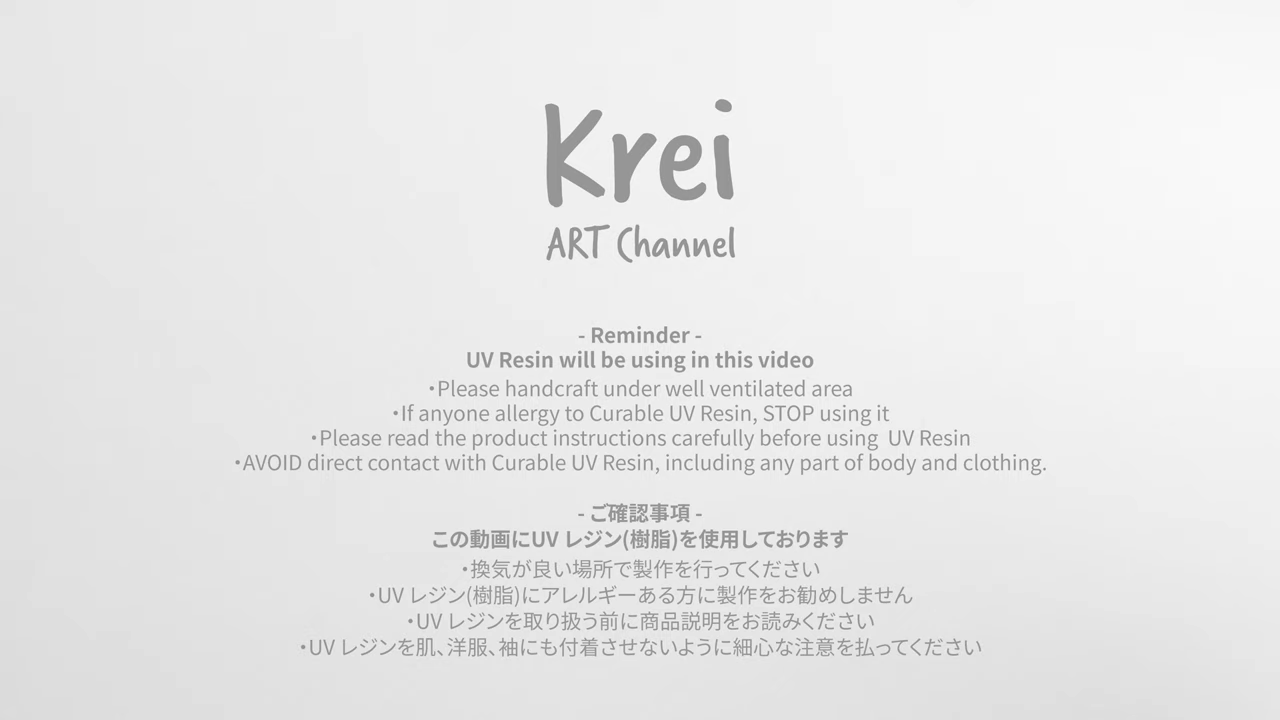 Krei
ART Channel
- Reminder -
UV Resin will be using in this video
・Please handcraft under well ventilated area
・If anyone allergy to Curable UV Resin, STOP using it
・Please read the product instructions carefully before using  UV Resin
・AVOID direct contact with Curable UV Resin, including any part of body and clothing.
- ご確認事項 -
この動画にUV レジン(樹脂)を使用しております
・換気が良い場所で製作を行ってください
・UV レジン(樹脂)にアレルギーある方に製作をお勧めしません
・UV レジンを取り扱う前に商品説明をお読みください
・UV レジンを肌、洋服、袖にも付着させないように細心な注意を払ってください